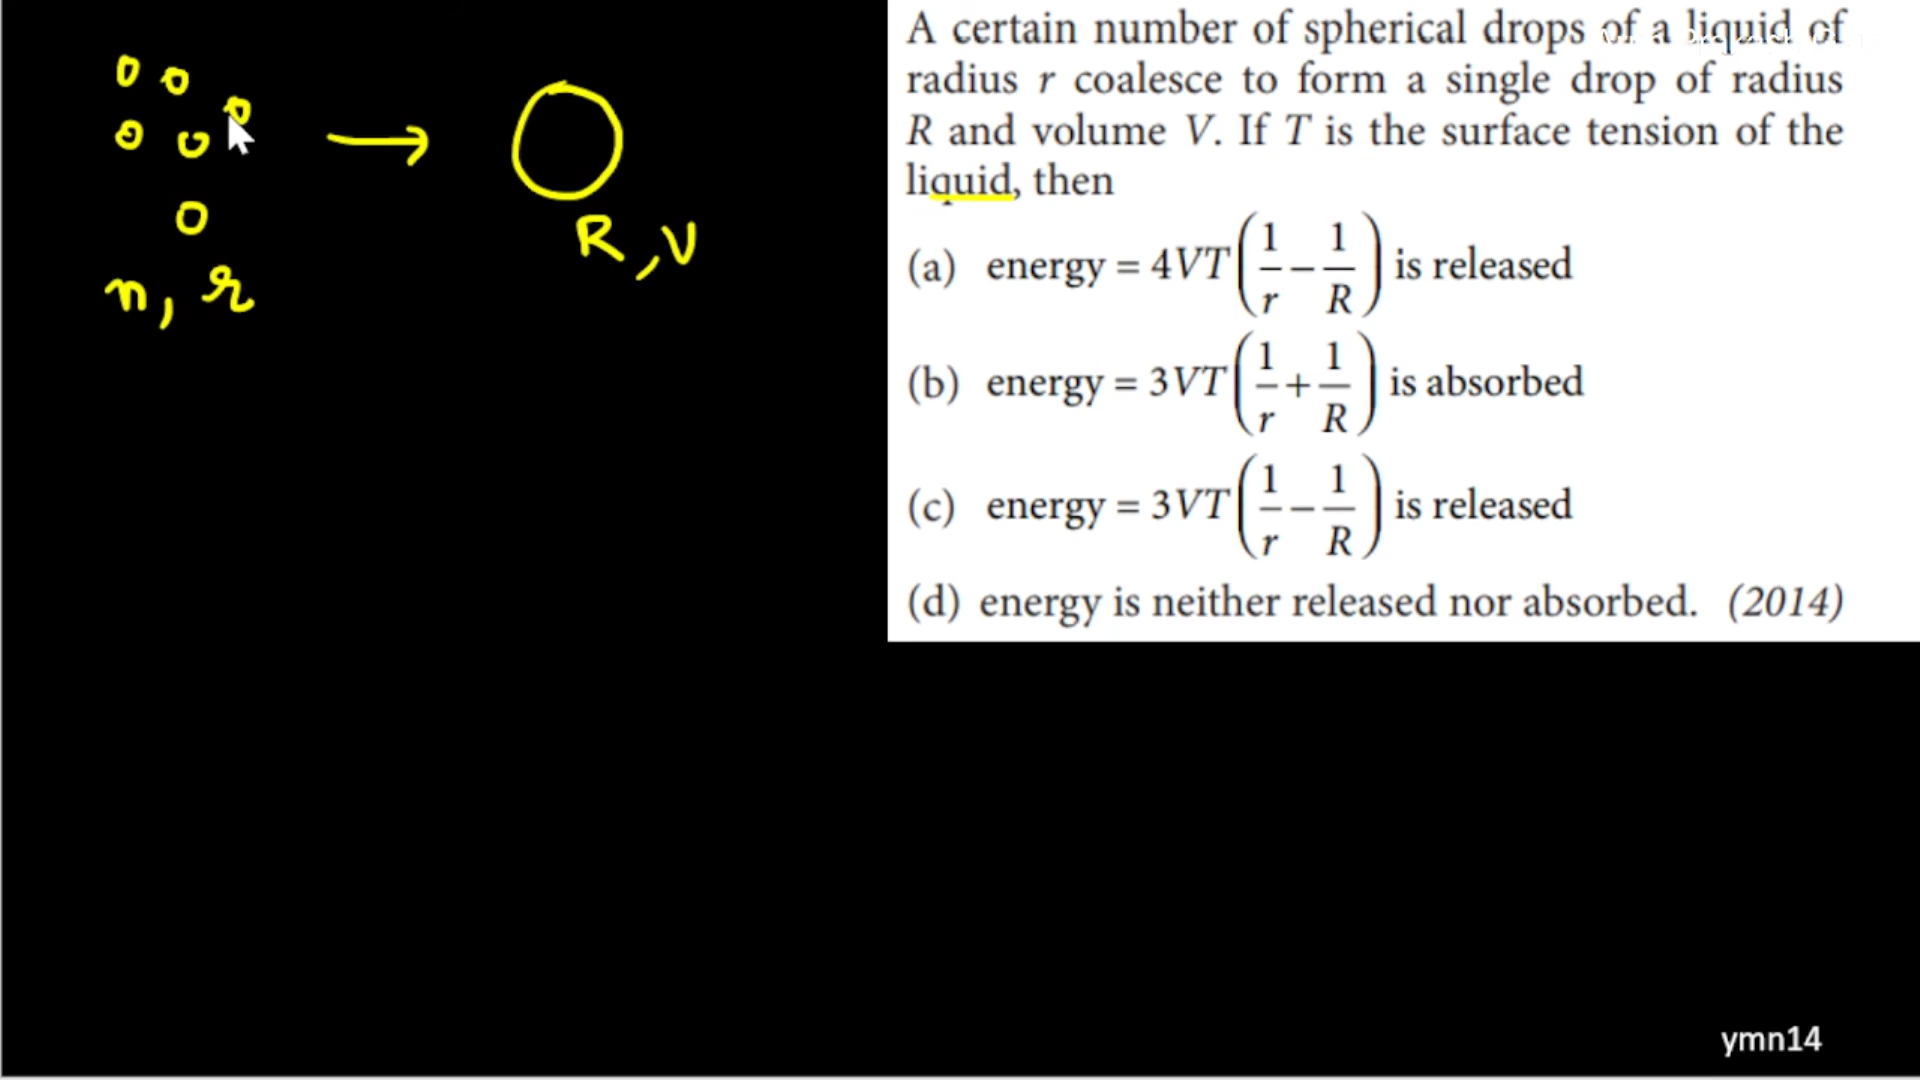 A certain number of spherical drops of a liquid of
radius r coalesce to form a single drop of radius
R and volume V. If T is the surface tension of the
liquid, then
(a) energy = 4VT(1/r − 1/R) is released
(b) energy = 3VT(1/r + 1/R) is absorbed
(c) energy = 3VT(1/r − 1/R) is released
(d) energy is neither released nor absorbed. (2014)
R, V
n, r
ymn14